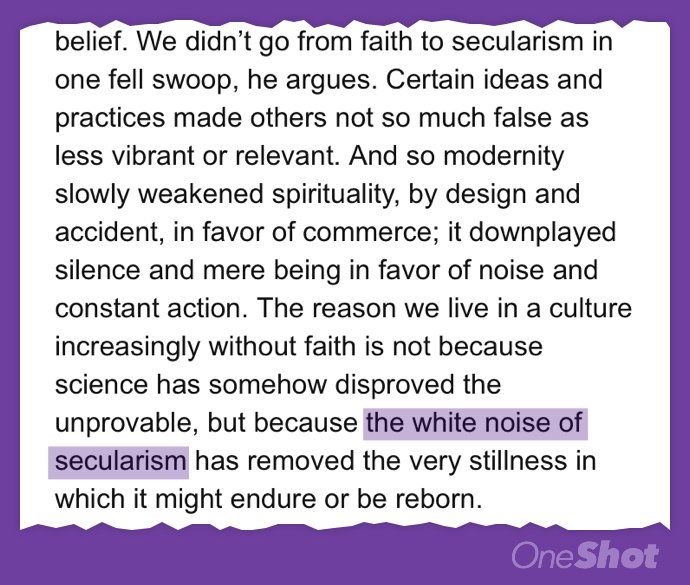 belief. We didn’t go from faith to secularism in
one fell swoop, he argues. Certain ideas and
practices made others not so much false as
less vibrant or relevant. And so modernity
slowly weakened spirituality, by design and
accident, in favor of commerce; it downplayed
silence and mere being in favor of noise and
constant action. The reason we live in a culture
increasingly without faith is not because
science has somehow disproved the
unprovable, but because the white noise of
secularism has removed the very stillness in
which it might endure or be reborn.
OneShot